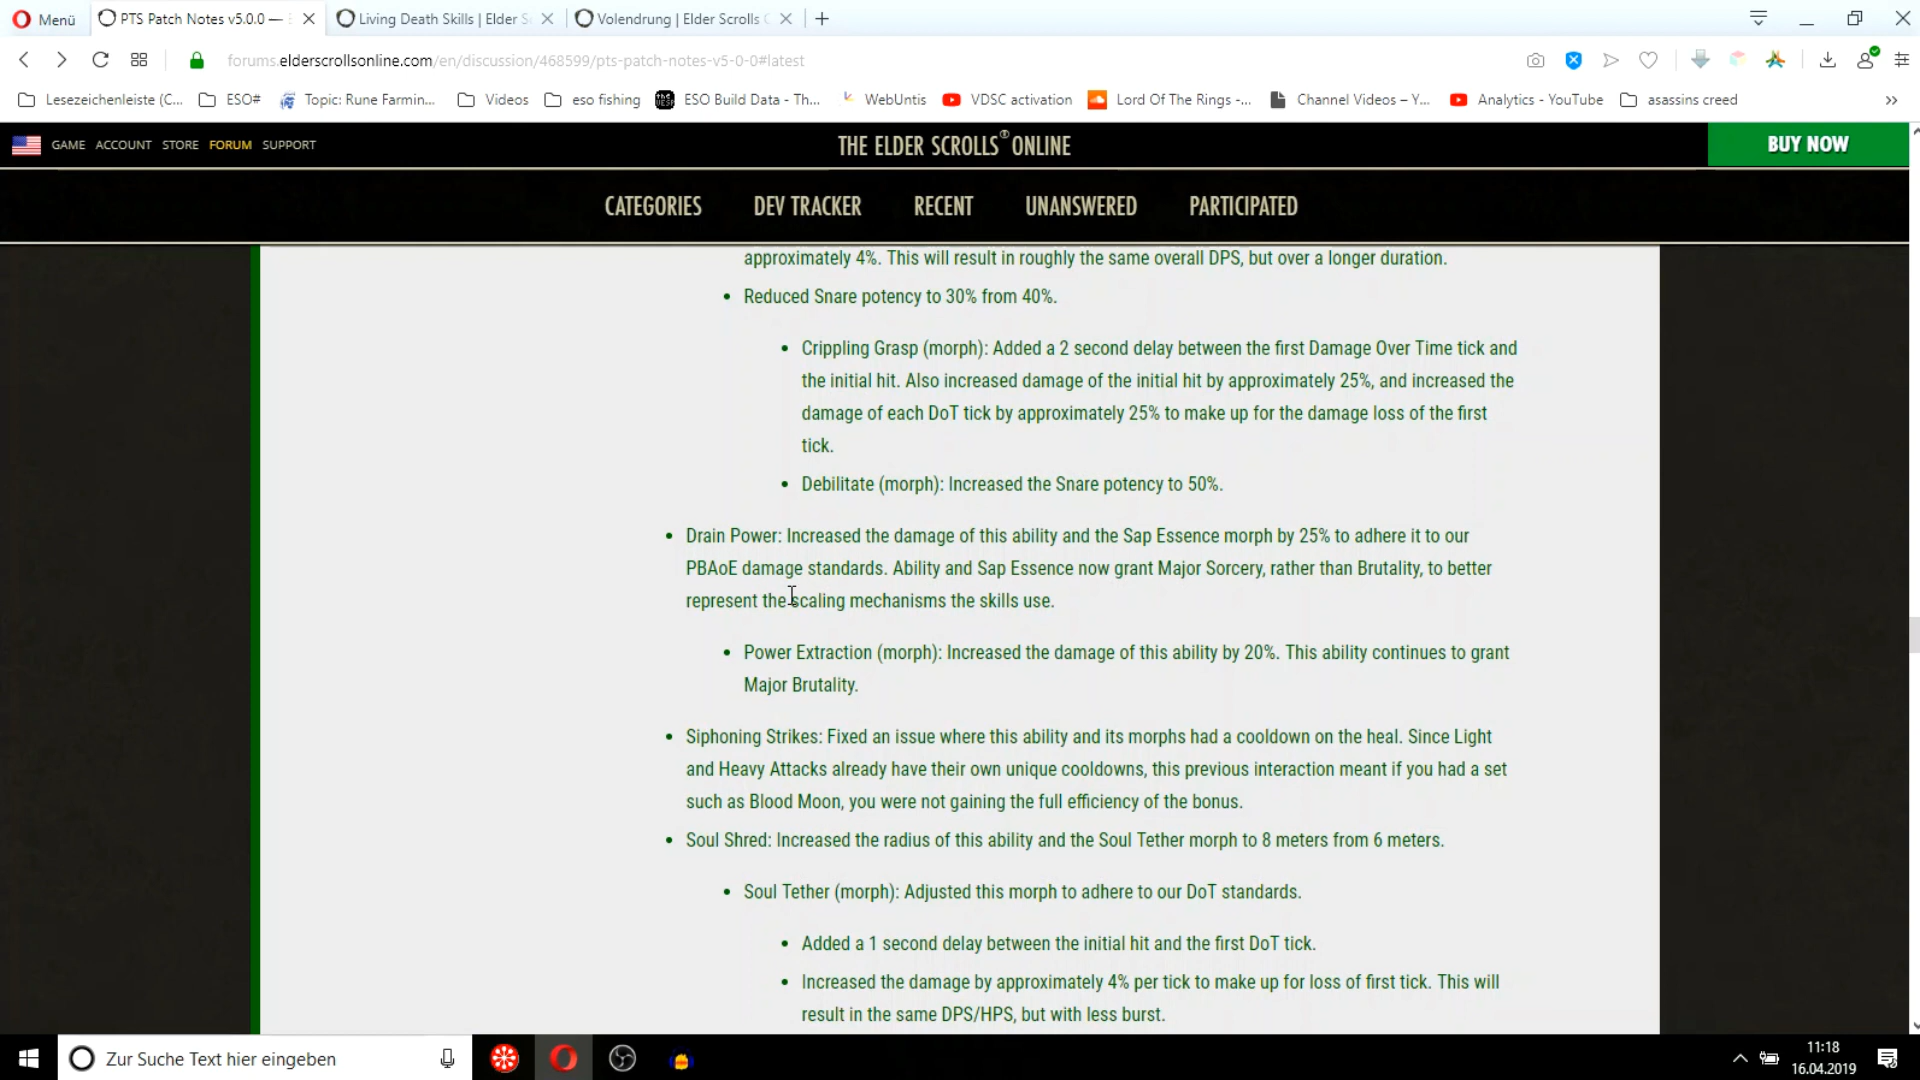 Menü
PTS Patch Notes v5.0.0 —
Living Death Skills | Elder S
Volendrung | Elder Scrolls
forums.elderscrollsonline.com/en/discussion/468599/pts-patch-notes-v5-0-0#latest
Lesezeichenleiste (C...
ESO#
Topic: Rune Farmin...
Videos
eso fishing
ESO Build Data - Th...
WebUntis
VDSC activation
Lord Of The Rings -...
Channel Videos – Y...
Analytics - YouTube
asassins creed
GAME ACCOUNT STORE FORUM SUPPORT
THE ELDER SCROLLS® ONLINE
BUY NOW
CATEGORIES DEV TRACKER RECENT UNANSWERED PARTICIPATED
approximately 4%. This will result in roughly the same overall DPS, but over a longer duration.
• Reduced Snare potency to 30% from 40%.
• Crippling Grasp (morph): Added a 2 second delay between the first Damage Over Time tick and
the initial hit. Also increased damage of the initial hit by approximately 25%, and increased the
damage of each DoT tick by approximately 25% to make up for the damage loss of the first
tick.
• Debilitate (morph): Increased the Snare potency to 50%.
• Drain Power: Increased the damage of this ability and the Sap Essence morph by 25% to adhere it to our
PBAoE damage standards. Ability and Sap Essence now grant Major Sorcery, rather than Brutality, to better
represent the scaling mechanisms the skills use.
• Power Extraction (morph): Increased the damage of this ability by 20%. This ability continues to grant
Major Brutality.
• Siphoning Strikes: Fixed an issue where this ability and its morphs had a cooldown on the heal. Since Light
and Heavy Attacks already have their own unique cooldowns, this previous interaction meant if you had a set
such as Blood Moon, you were not gaining the full efficiency of the bonus.
• Soul Shred: Increased the radius of this ability and the Soul Tether morph to 8 meters from 6 meters.
• Soul Tether (morph): Adjusted this morph to adhere to our DoT standards.
• Added a 1 second delay between the initial hit and the first DoT tick.
• Increased the damage by approximately 4% per tick to make up for loss of first tick. This will
result in the same DPS/HPS, but with less burst.
Zur Suche Text hier eingeben
11:18
16.04.2019